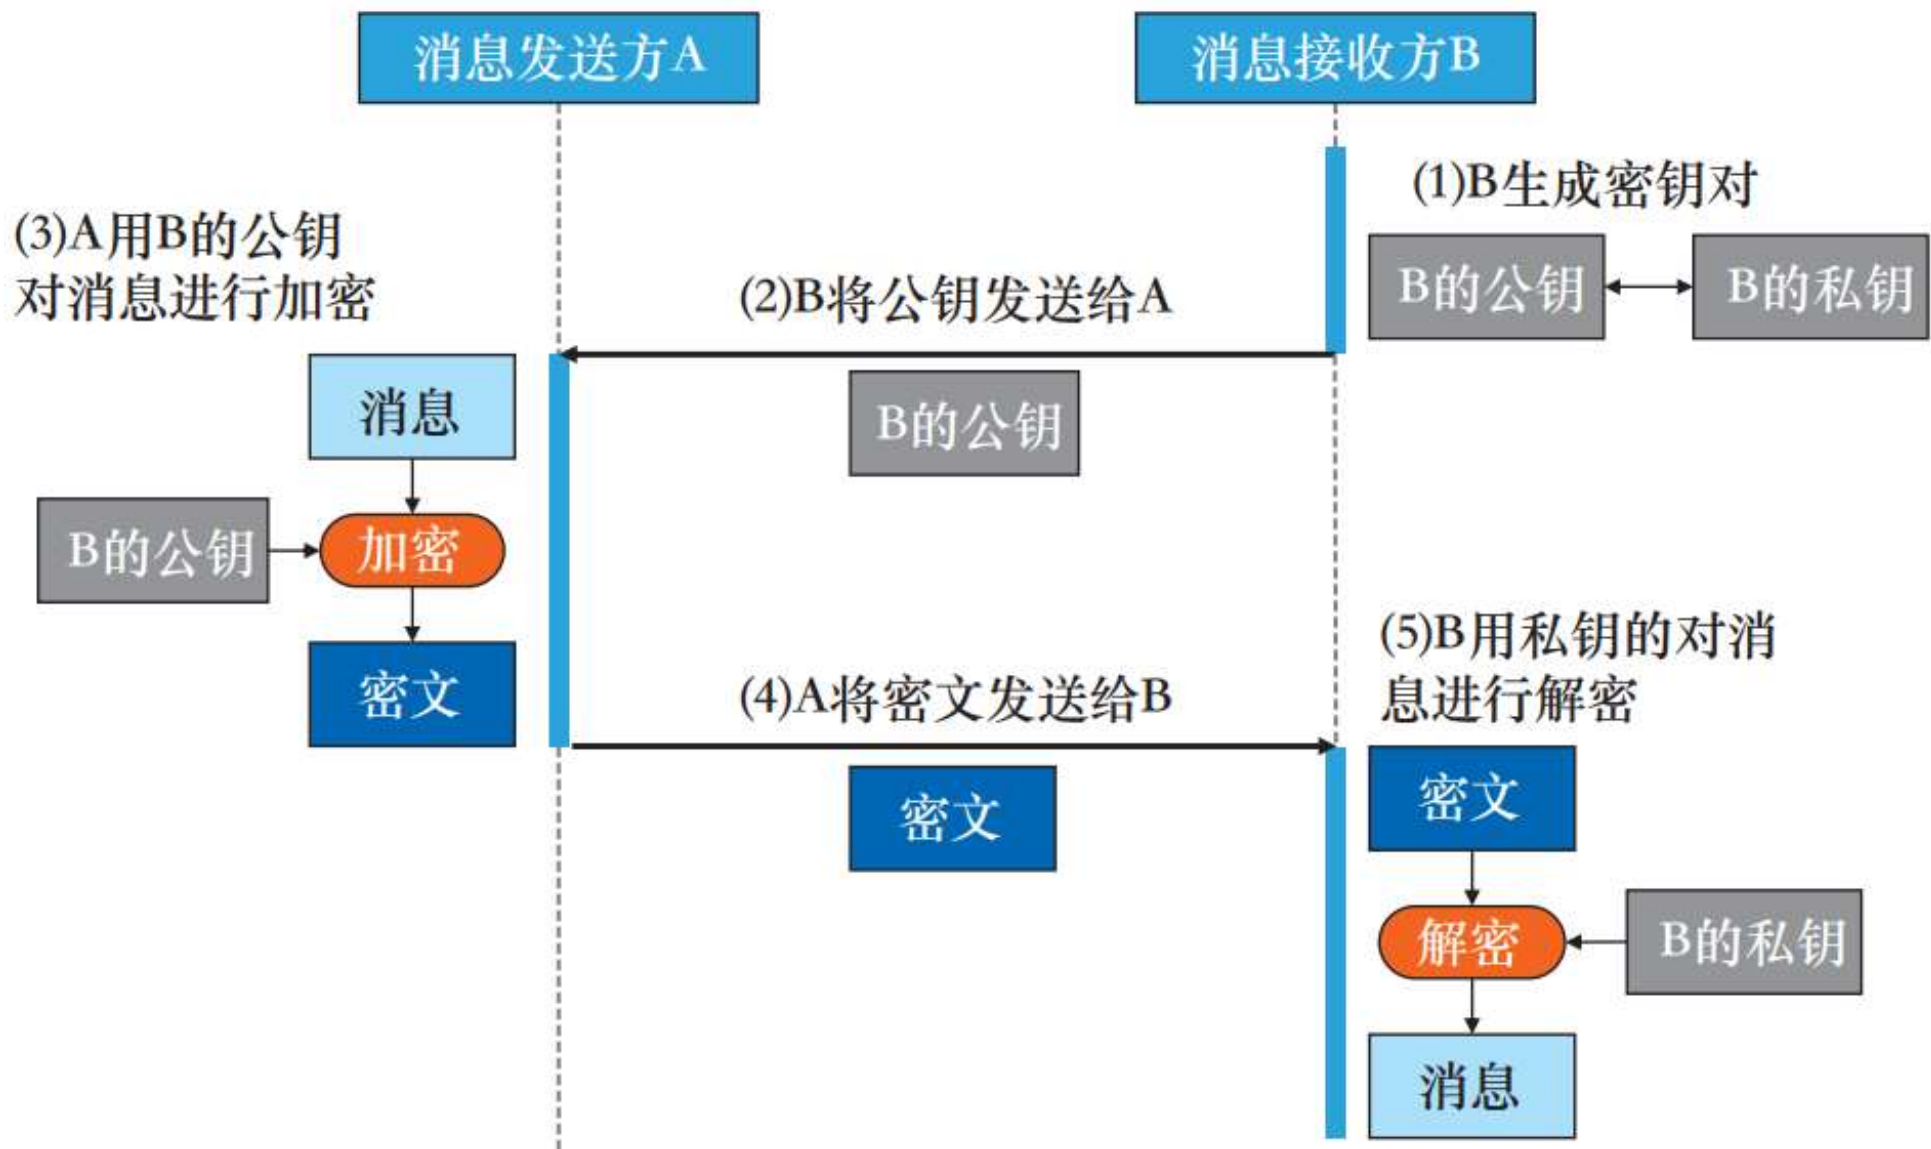 消息发送方A
消息接收方B
(1)B生成密钥对
B的公钥
B的私钥
(2)B将公钥发送给A
B的公钥
(3)A用B的公钥
对消息进行加密
消息
B的公钥
加密
密文
(4)A将密文发送给B
密文
(5)B用私钥的对消
息进行解密
密文
解密
B的私钥
消息